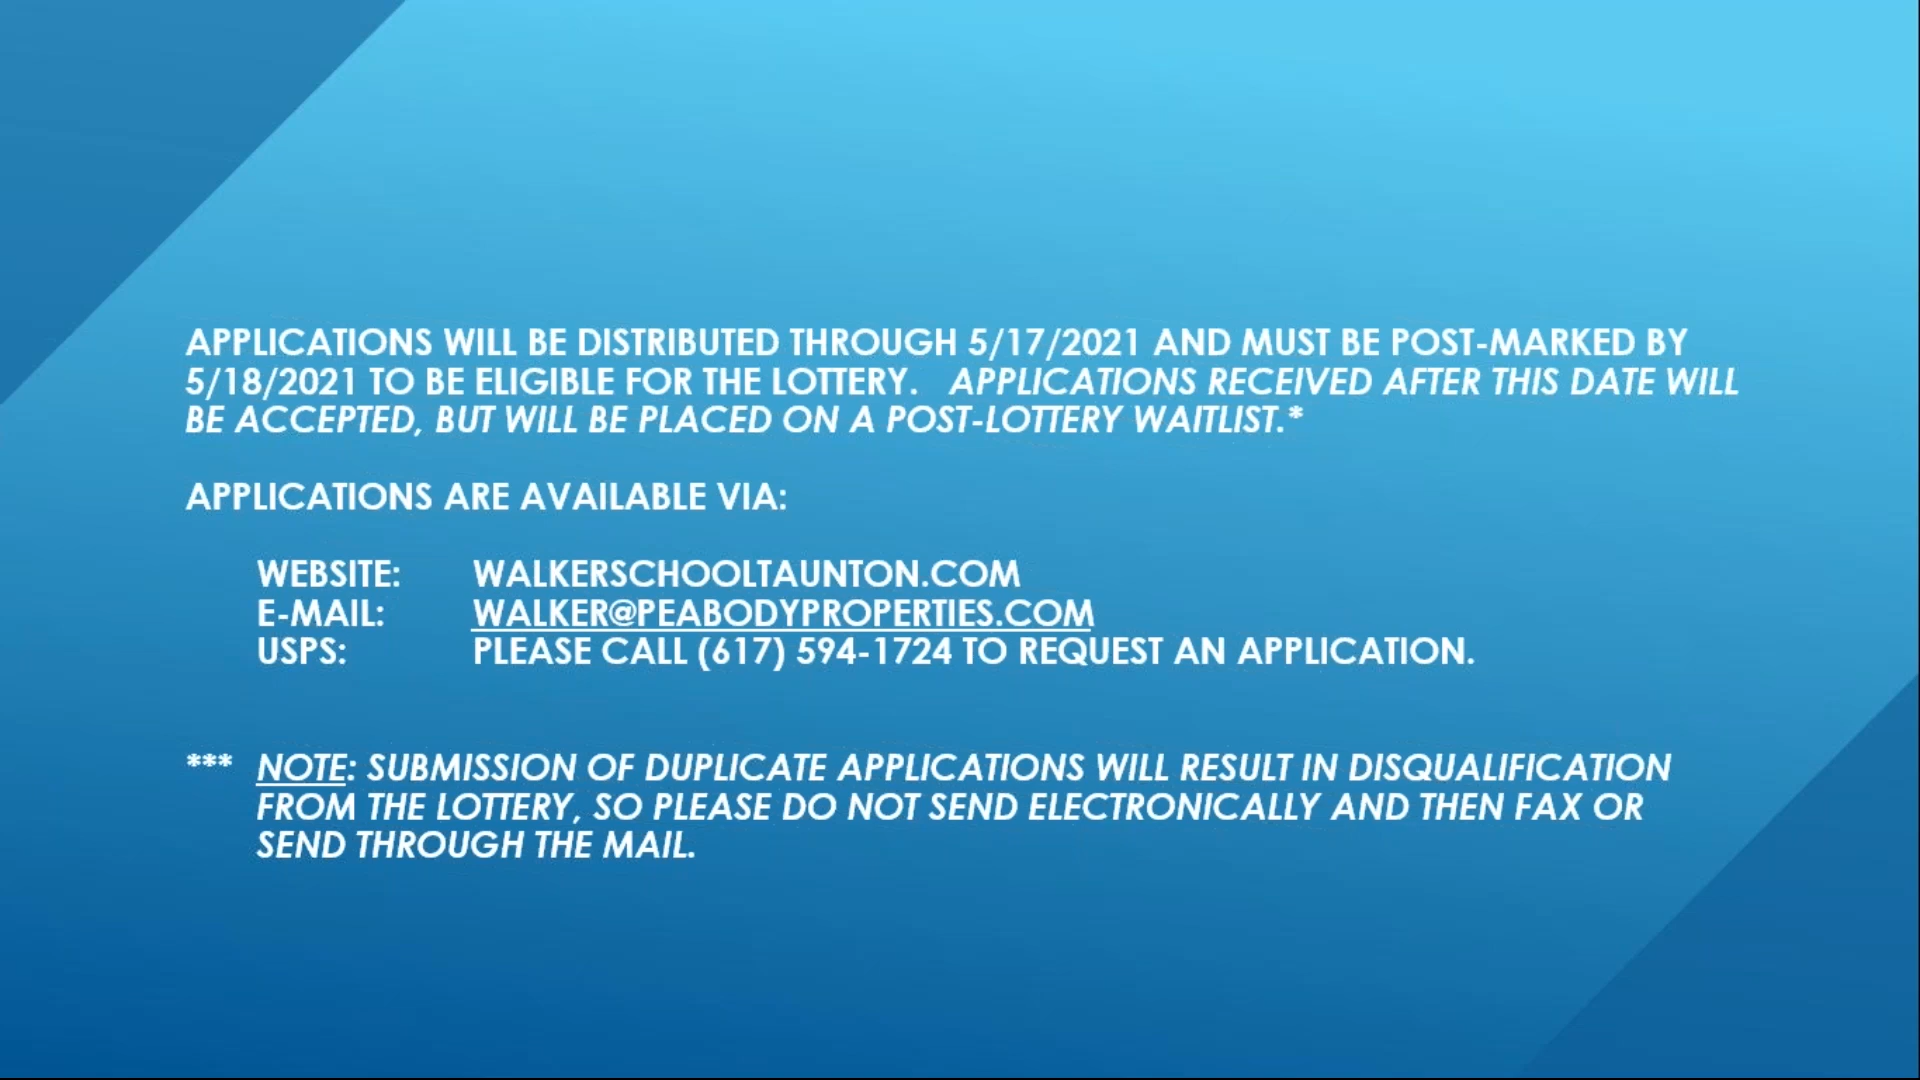 APPLICATIONS WILL BE DISTRIBUTED THROUGH 5/17/2021 AND MUST BE POST-MARKED BY
5/18/2021 TO BE ELIGIBLE FOR THE LOTTERY. APPLICATIONS RECEIVED AFTER THIS DATE WILL
BE ACCEPTED, BUT WILL BE PLACED ON A POST-LOTTERY WAITLIST.*
APPLICATIONS ARE AVAILABLE VIA:
WEBSITE: WALKERSCHOOLTAUNTON.COM
E-MAIL: WALKER@PEABODYPROPERTIES.COM
USPS: PLEASE CALL (617) 594-1724 TO REQUEST AN APPLICATION.
*** NOTE: SUBMISSION OF DUPLICATE APPLICATIONS WILL RESULT IN DISQUALIFICATION
FROM THE LOTTERY, SO PLEASE DO NOT SEND ELECTRONICALLY AND THEN FAX OR
SEND THROUGH THE MAIL.